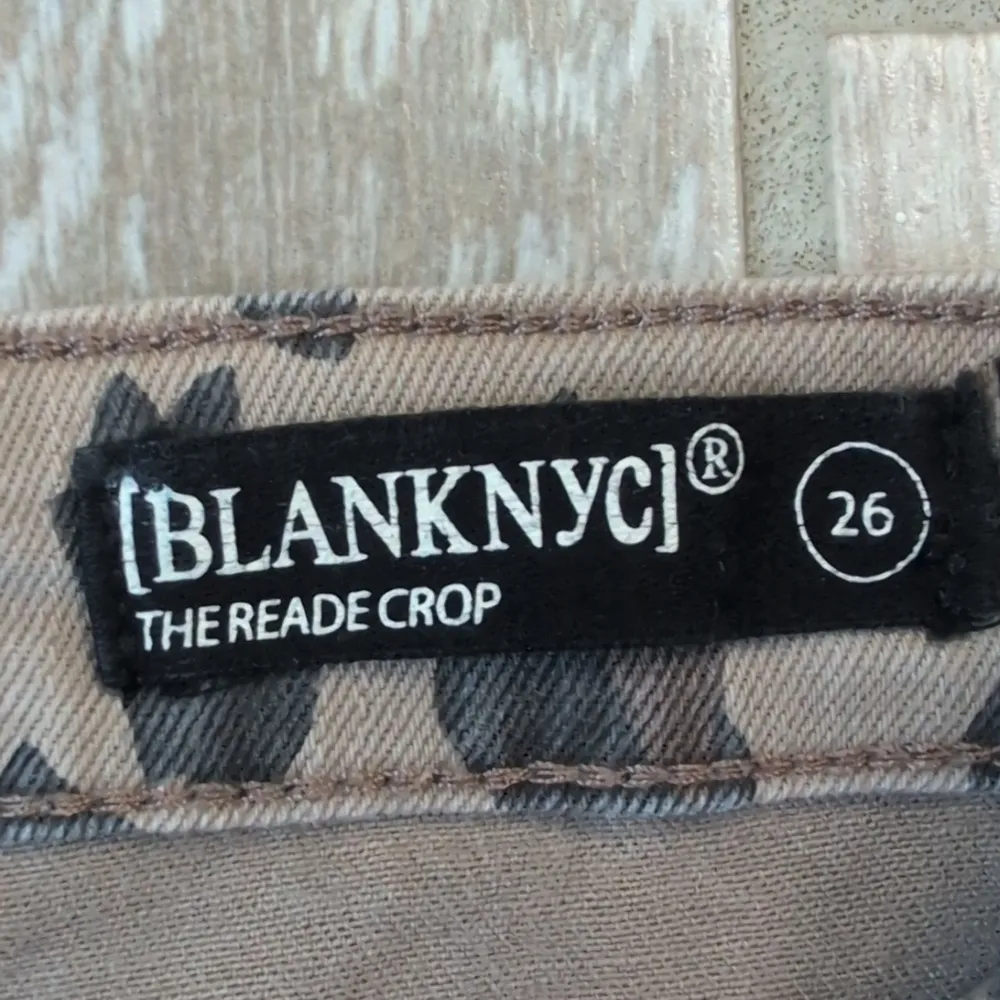 [BLANKNYC]®
26
THE READE CROP